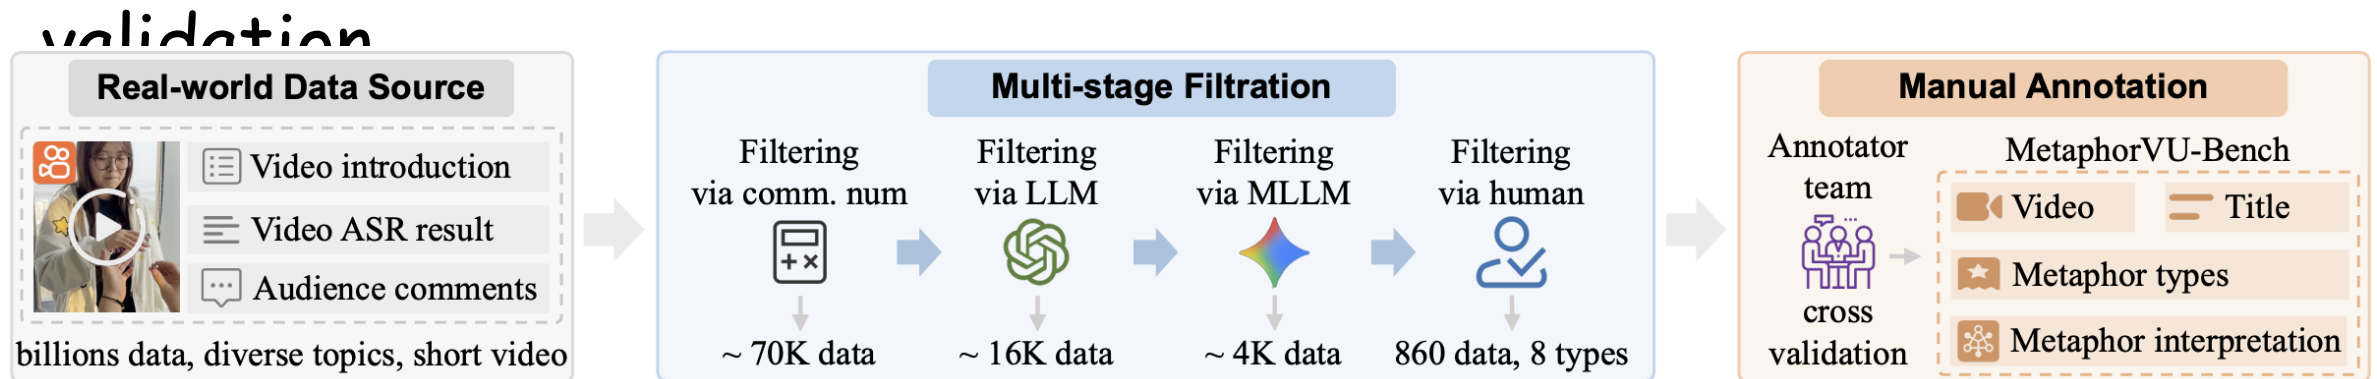 validation
Real-world Data Source
Video introduction
Video ASR result
Audience comments
billions data, diverse topics, short video
Multi-stage Filtration
Filtering
via comm. num
~ 70K data
Filtering
via LLM
~ 16K data
Filtering
via MLLM
~ 4K data
Filtering
via human
860 data, 8 types
Manual Annotation
Annotator
team
cross
validation
MetaphorVU-Bench
Video
Title
Metaphor types
Metaphor interpretation